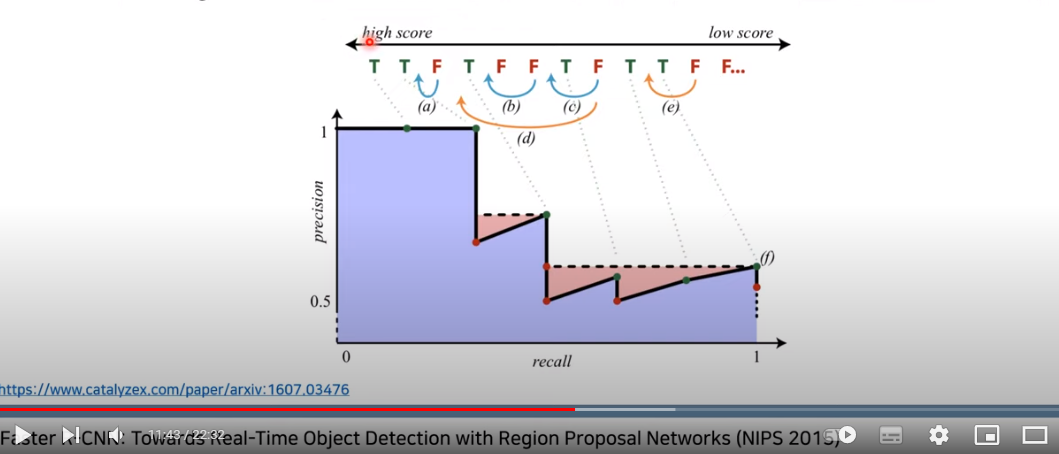 high score low score
T T F T F F T F T T F F...
(a) (b) (c) (e)
(d)
1
precision
(f)
0.5
0 1
recall
https://www.catalyzex.com/paper/arxiv:1607.03476
11:43 / 22:32
Faster R-CNN: Towards Real-Time Object Detection with Region Proposal Networks (NIPS 2015)